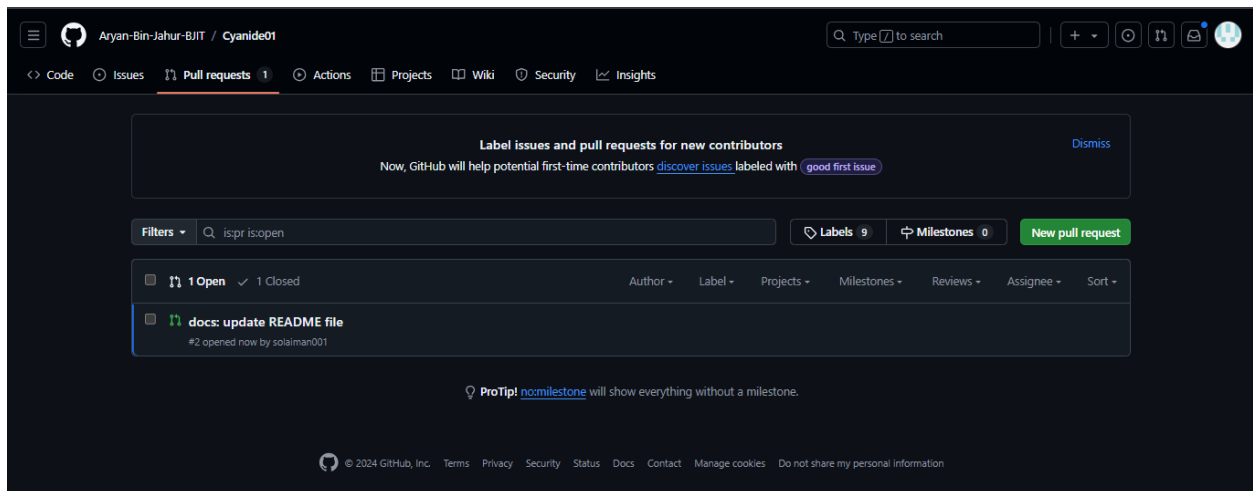 Aryan-Bin-Jahur-BJIT / Cyanide01
Type / to search
<> Code Issues Pull requests 1 Actions Projects Wiki Security Insights
Label issues and pull requests for new contributors
Dismiss
Now, GitHub will help potential first-time contributors discover issues labeled with good first issue
Filters is:pr is:open Labels 9 Milestones 0 New pull request
1 Open 1 Closed Author Label Projects Milestones Reviews Assignee Sort
docs: update README file
#2 opened now by solaiman001
ProTip! no:milestone will show everything without a milestone.
© 2024 GitHub, Inc. Terms Privacy Security Status Docs Contact Manage cookies Do not share my personal information